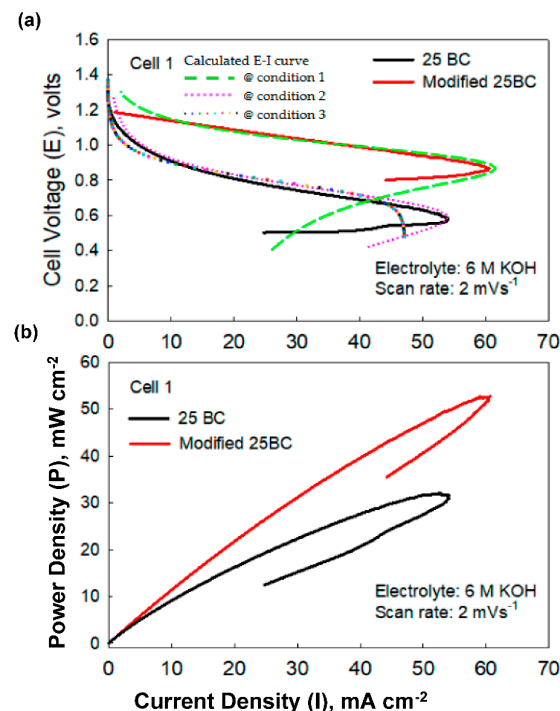 (a)
Cell 1
Calculated E-I curve
@ condition 1
@ condition 2
@ condition 3
25 BC
Modified 25BC
Cell Voltage (E), volts
1.6
1.4
1.2
1.0
0.8
0.6
0.4
0.2
0.0
Electrolyte: 6 M KOH
Scan rate: 2 mVs-1
0 10 20 30 40 50 60 70
(b)
Cell 1
25 BC
Modified 25BC
Power Density (P), mW cm-2
60
50
40
30
20
10
0
Electrolyte: 6 M KOH
Scan rate: 2 mVs-1
0 10 20 30 40 50 60 70
Current Density (I), mA cm-2